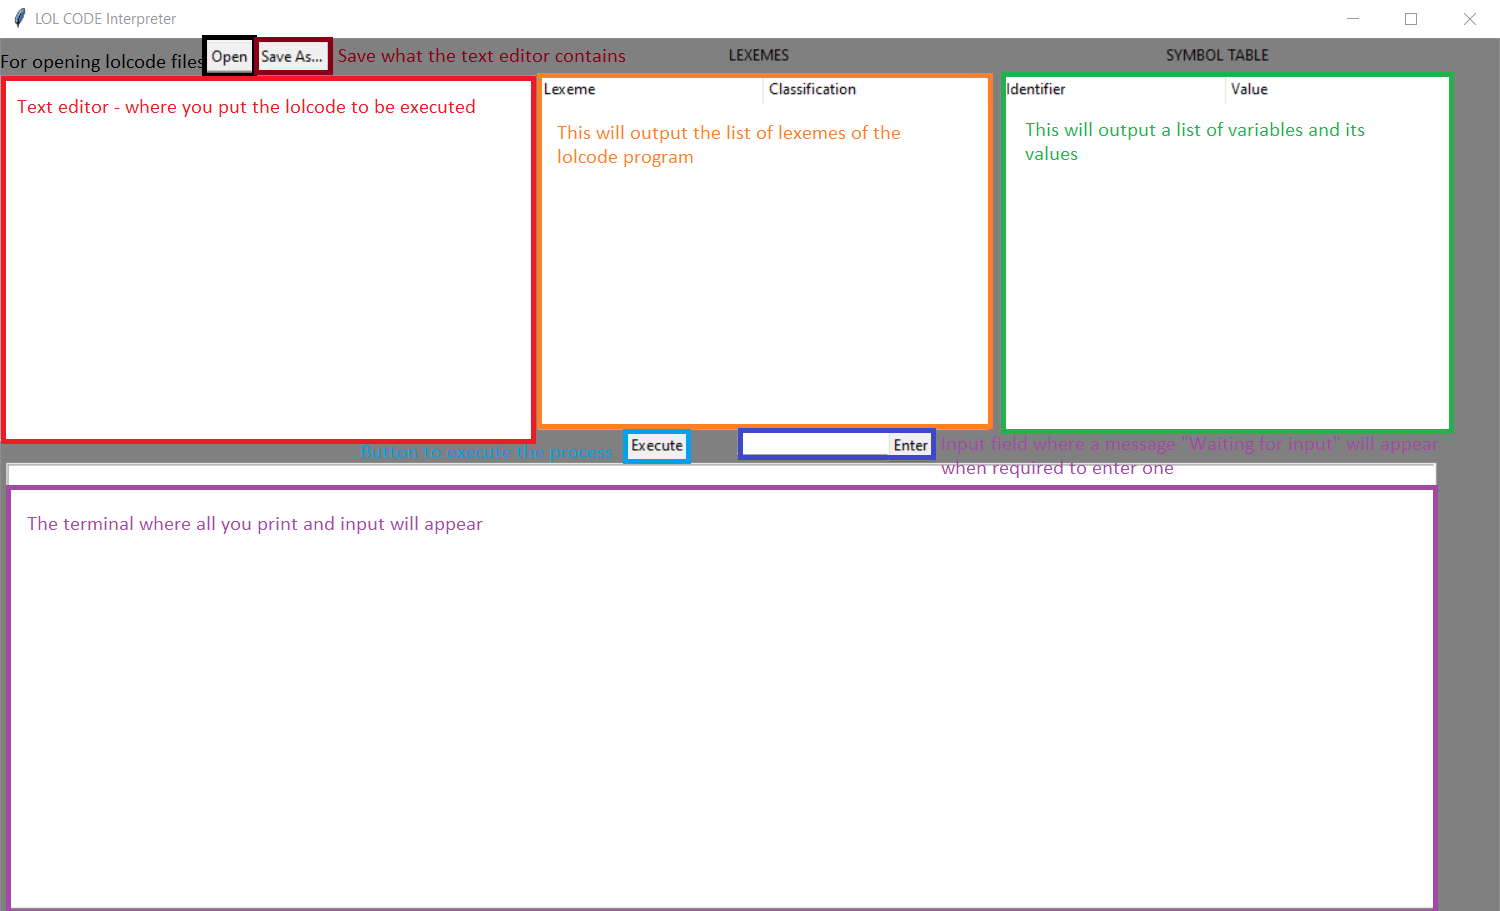 LOL CODE Interpreter
For opening lolcode files
Open
Save As...
Save what the text editor contains
LEXEMES
SYMBOL TABLE
Text editor - where you put the lolcode to be executed
Lexeme
Classification
This will output the list of lexemes of the
lolcode program
Identifier
Value
This will output a list of variables and its
values
Button to execute the process
Execute
Enter
Input field where a message "Waiting for input" will appear
when required to enter one
The terminal where all you print and input will appear